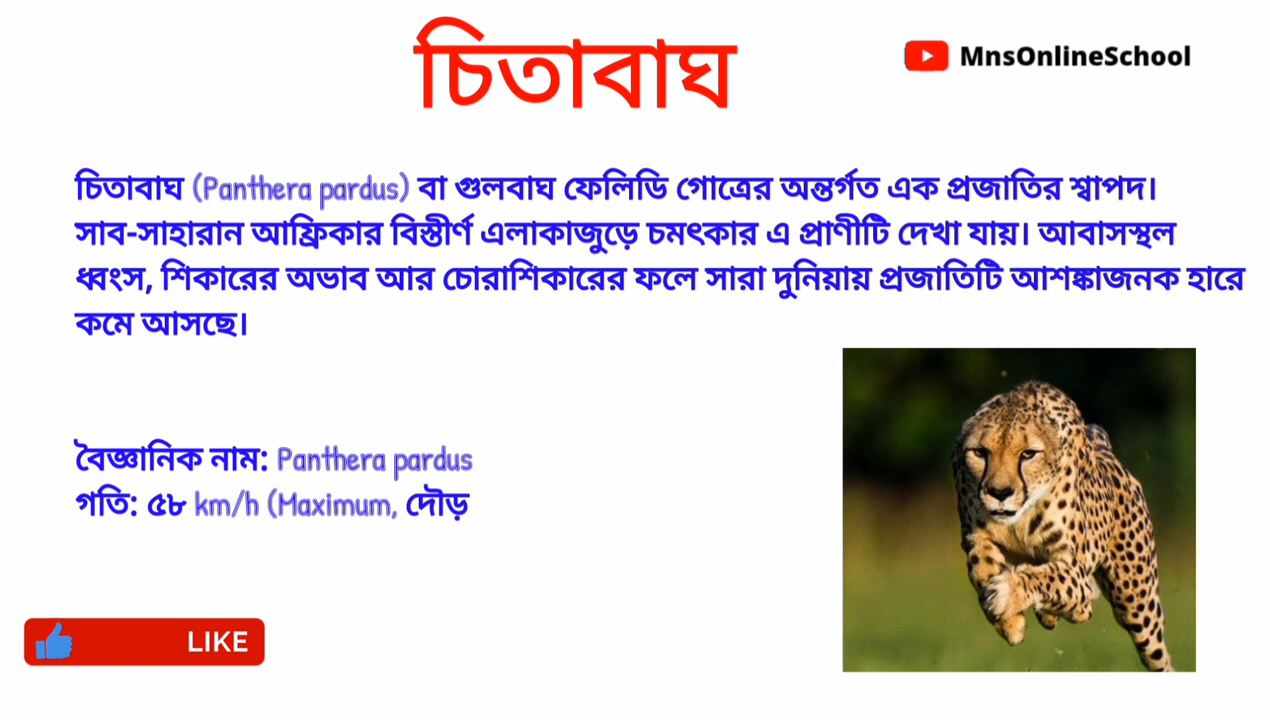 চিতাবাঘ
MnsOnlineSchool
চিতাবাঘ (Panthera pardus) বা গুলবাঘ ফেলিডি গোত্রের অন্তর্গত এক প্রজাতির শ্বাপদ।
সাব-সাহারান আফ্রিকার বিস্তীর্ণ এলাকাজুড়ে চমৎকার এ প্রাণীটি দেখা যায়। আবাসস্থল
ধ্বংস, শিকারের অভাব আর চোরাশিকারের ফলে সারা দুনিয়ায় প্রজাতিটি আশঙ্কাজনক হারে
কমে আসছে।
বৈজ্ঞানিক নাম: Panthera pardus
গতি: ৫৮ km/h (Maximum, দৌড়
LIKE